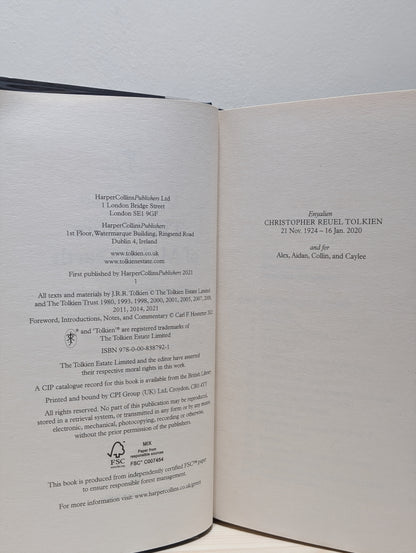 HarperCollinsPublishers Ltd
1 London Bridge Street
London SE1 9GF
HarperCollinsPublishers
1st Floor, Watermarque Building, Ringsend Road
Dublin 4, Ireland
www.tolkien.co.uk
www.tolkienestate.com
First published by HarperCollinsPublishers 2021
1
All texts and materials by J.R.R. Tolkien © The Tolkien Estate Limited
and The Tolkien Trust 1980, 1993, 1998, 2000, 2001, 2005, 2007, 2009,
2011, 2014, 2021
Foreword, Introductions, Notes, and Commentary © Carl F Hostetter 2021
® and ‘Tolkien’® are registered trademarks of
The Tolkien Estate Limited
ISBN 978-0-00-838792-1
The Tolkien Estate Limited and the editor have asserted
their respective moral rights in this work.
A CIP catalogue record for this book is available from the British Library
Printed and bound by CPI Group (UK) Ltd, Croydon, CR0 4YY
All rights reserved. No part of this publication may be reproduced,
stored in a retrieval system, or transmitted in any form or by any means,
electronic, mechanical, photocopying, recording or otherwise,
without the prior permission of the publishers.
FSC
www.fsc.org
MIX
Paper from
responsible sources
FSC™ C007454
This book is produced from independently certified FSC™ paper
to ensure responsible forest management.
For more information visit: www.harpercollins.co.uk/green
Enyalien
CHRISTOPHER REUEL TOLKIEN
21 Nov. 1924 – 16 Jan. 2020
and for
Alex, Aidan, Collin, and Caylee